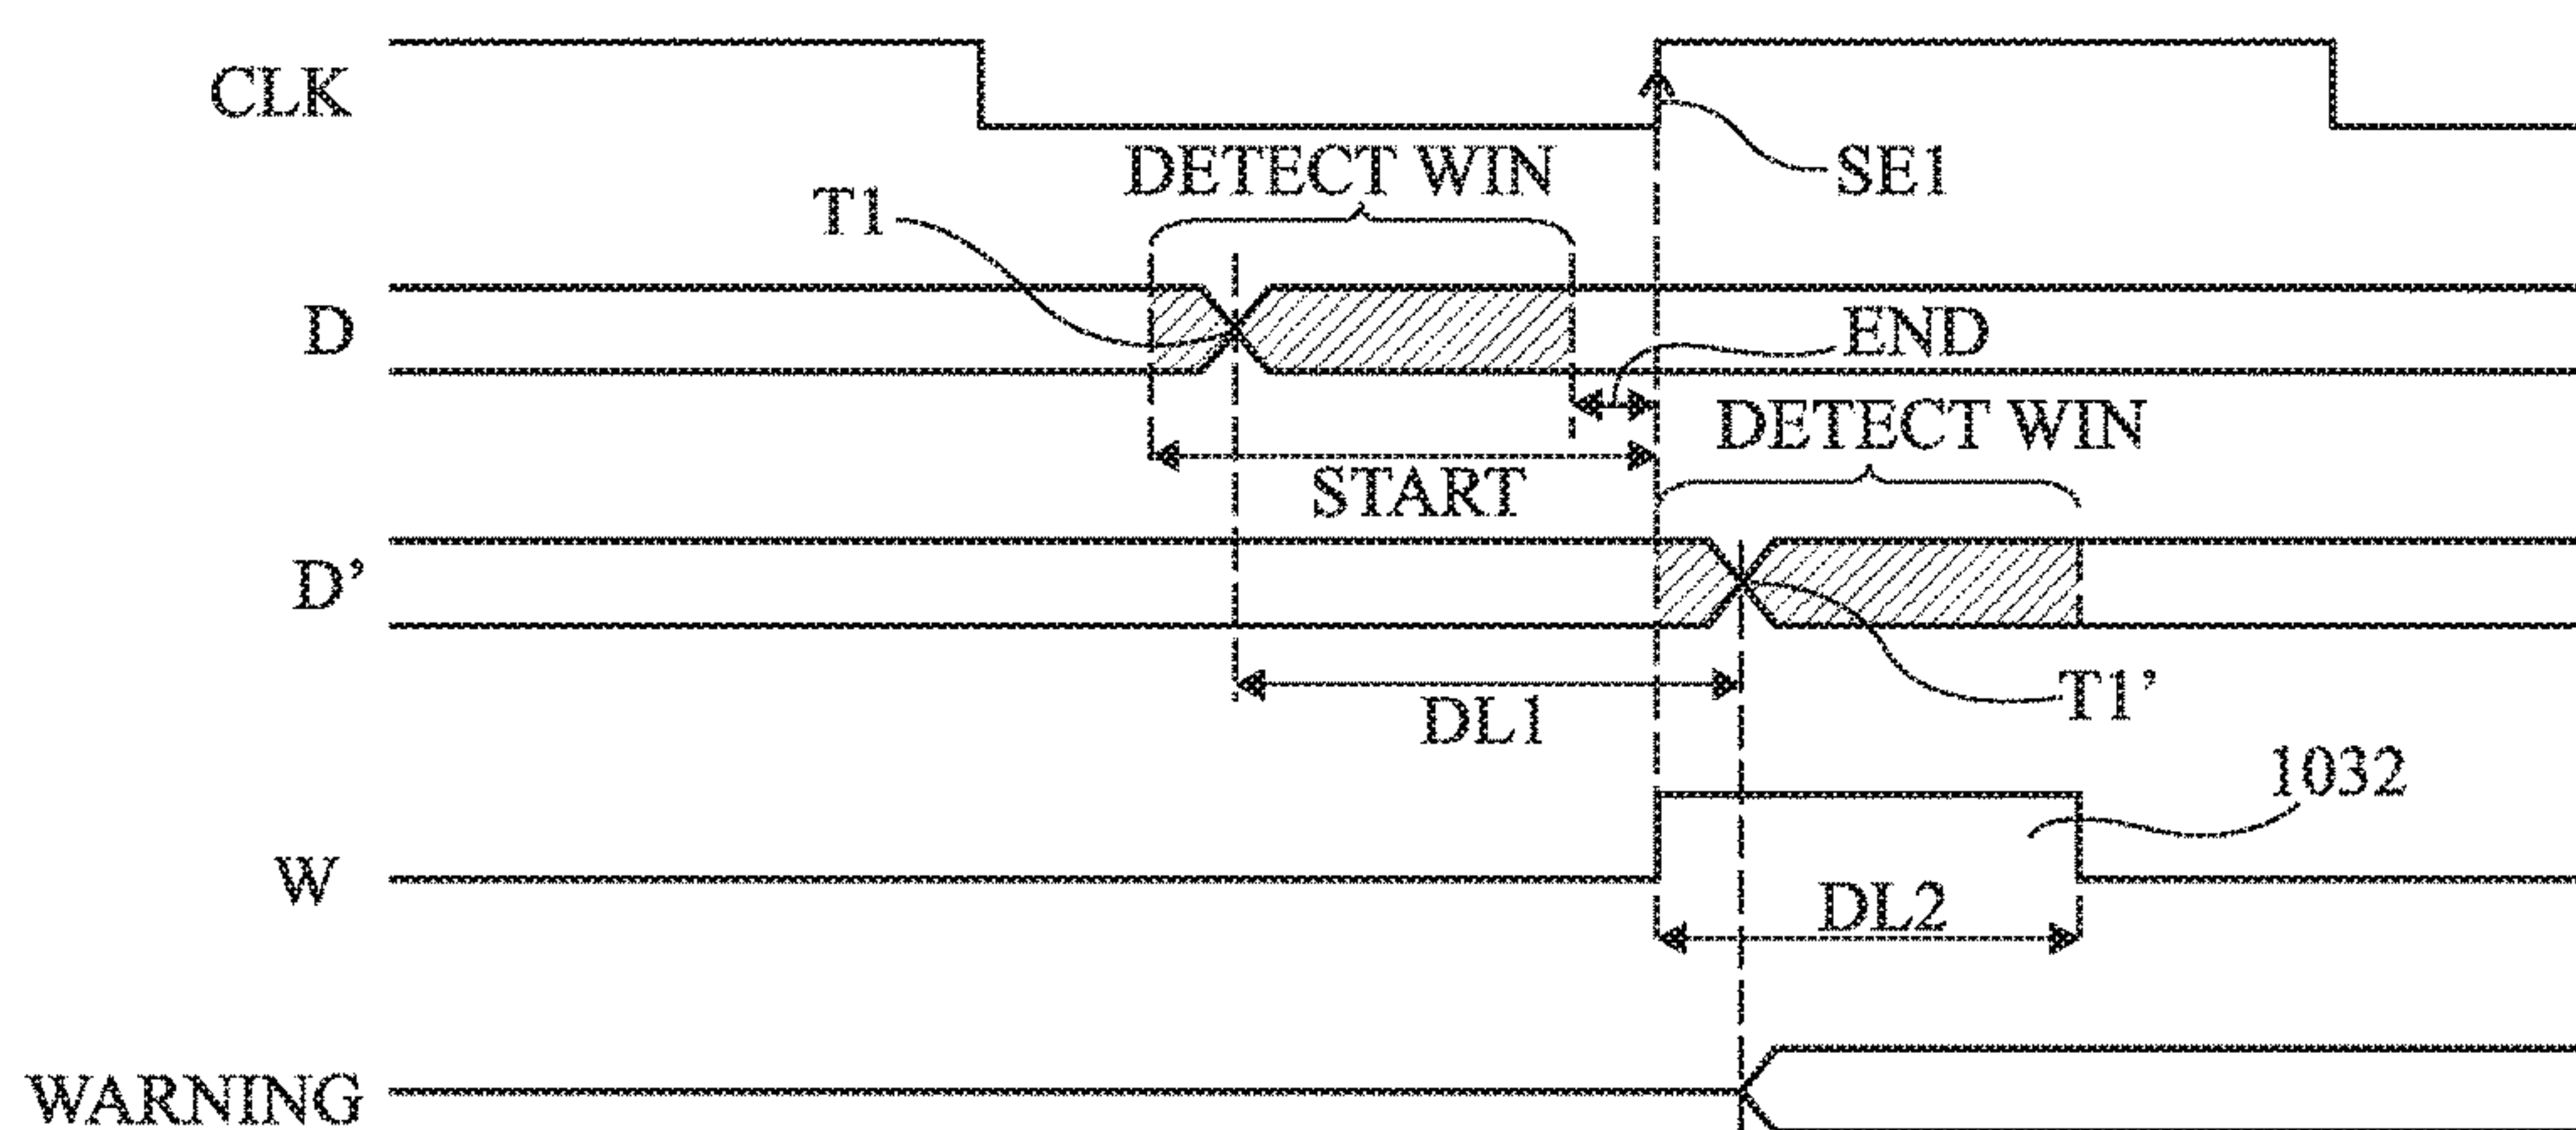 CLK
DETECT WIN
SE1
T1
D
END
DETECT WIN
START
D’
T1’
DL1
1032
W
DL2
WARNING